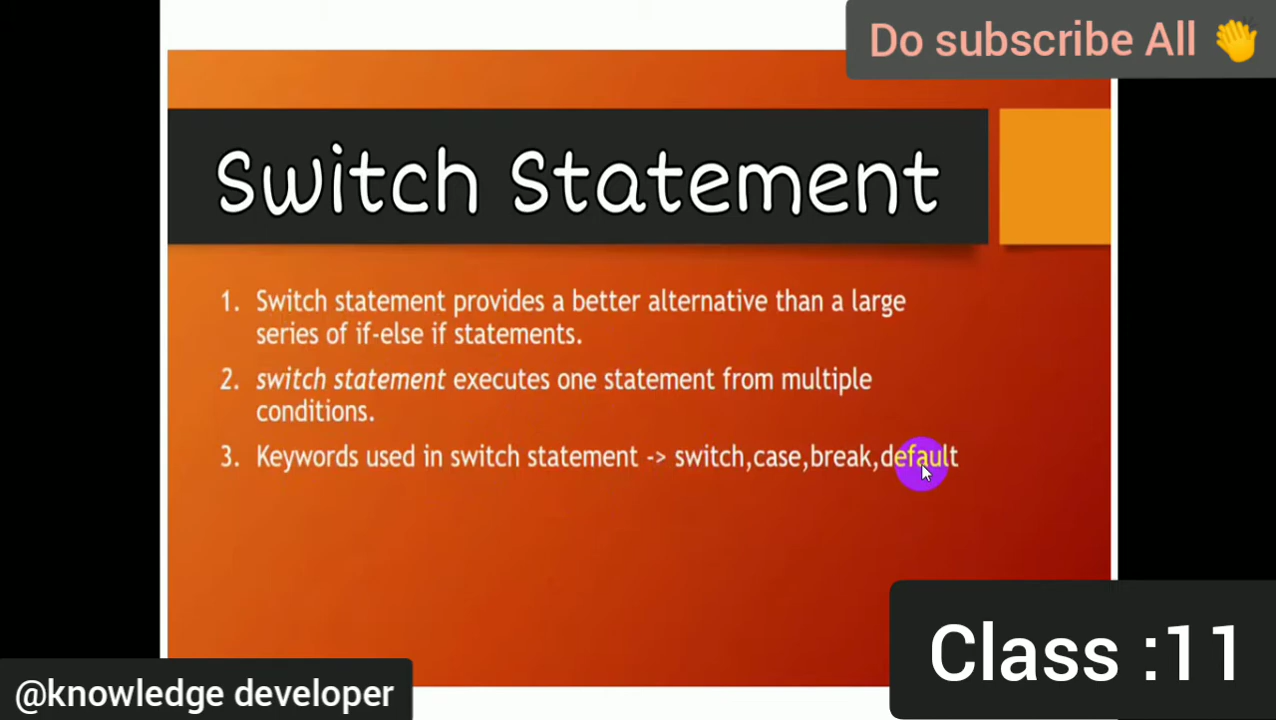 Do subscribe All 👏
Switch Statement
1. Switch statement provides a better alternative than a large
series of if-else if statements.
2. switch statement executes one statement from multiple
conditions.
3. Keywords used in switch statement -> switch,case,break,default
Class :11
@knowledge developer